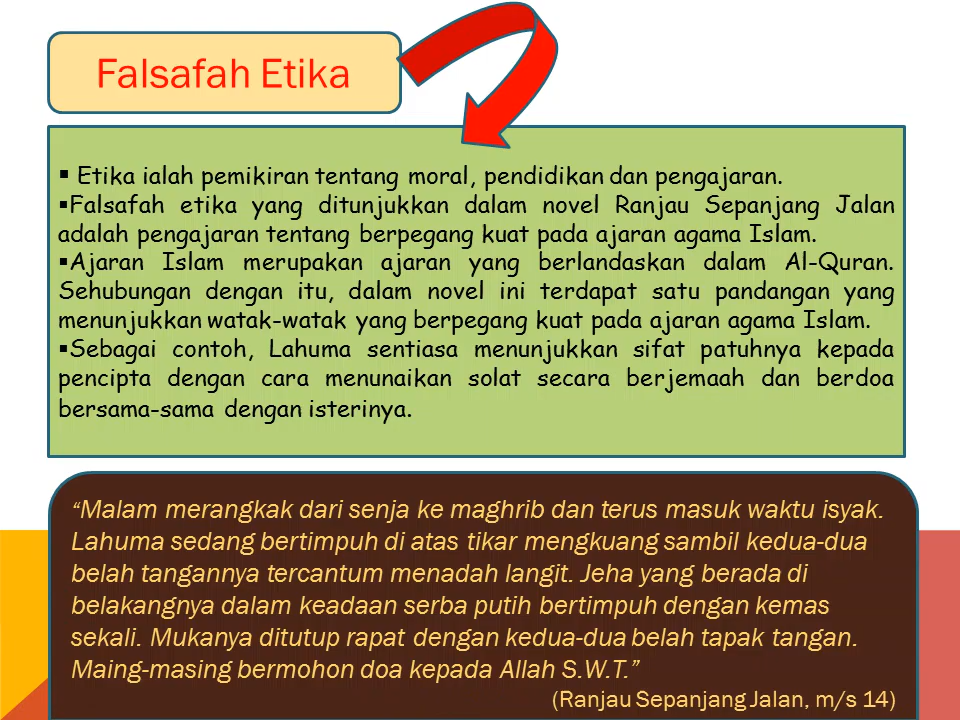 Falsafah Etika
▪ Etika ialah pemikiran tentang moral, pendidikan dan pengajaran.
▪Falsafah etika yang ditunjukkan dalam novel Ranjau Sepanjang Jalan
adalah pengajaran tentang berpegang kuat pada ajaran agama Islam.
▪Ajaran Islam merupakan ajaran yang berlandaskan dalam Al-Quran.
Sehubungan dengan itu, dalam novel ini terdapat satu pandangan yang
menunjukkan watak-watak yang berpegang kuat pada ajaran agama Islam.
▪Sebagai contoh, Lahuma sentiasa menunjukkan sifat patuhnya kepada
pencipta dengan cara menunaikan solat secara berjemaah dan berdoa
bersama-sama dengan isterinya.
“Malam merangkak dari senja ke maghrib dan terus masuk waktu isyak.
Lahuma sedang bertimpuh di atas tikar mengkuang sambil kedua-dua
belah tangannya tercantum menadah langit. Jeha yang berada di
belakangnya dalam keadaan serba putih bertimpuh dengan kemas
sekali. Mukanya ditutup rapat dengan kedua-dua belah tapak tangan.
Maing-masing bermohon doa kepada Allah S.W.T.”
(Ranjau Sepanjang Jalan, m/s 14)